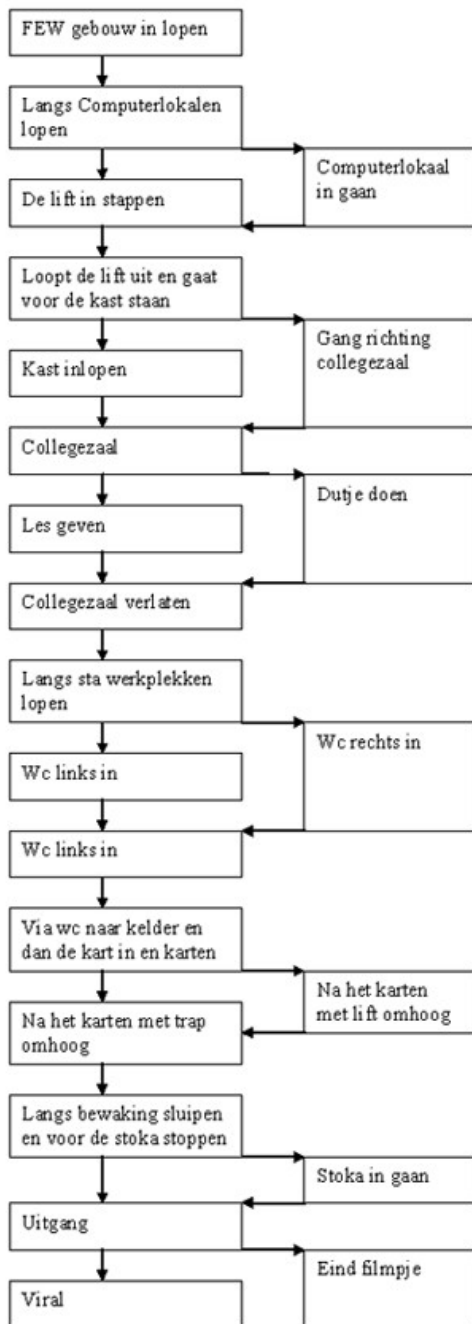 FEW gebouw in lopen
Langs Computerlokalen
lopen
Computerlokaal
in gaan
De lift in stappen
Loopt de lift uit en gaat
voor de kast staan
Gang richting
collegezaal
Kast inlopen
Collegezaal
Dutje doen
Les geven
Collegezaal verlaten
Langs sta werkplekken
lopen
Wc rechts in
Wc links in
Wc links in
Via wc naar kelder en
dan de kart in en karten
Na het karten
met lift omhoog
Na het karten met trap
omhoog
Langs bewaking sluipen
en voor de stoka stoppen
Stoka in gaan
Uitgang
Eind filmpje
Viral